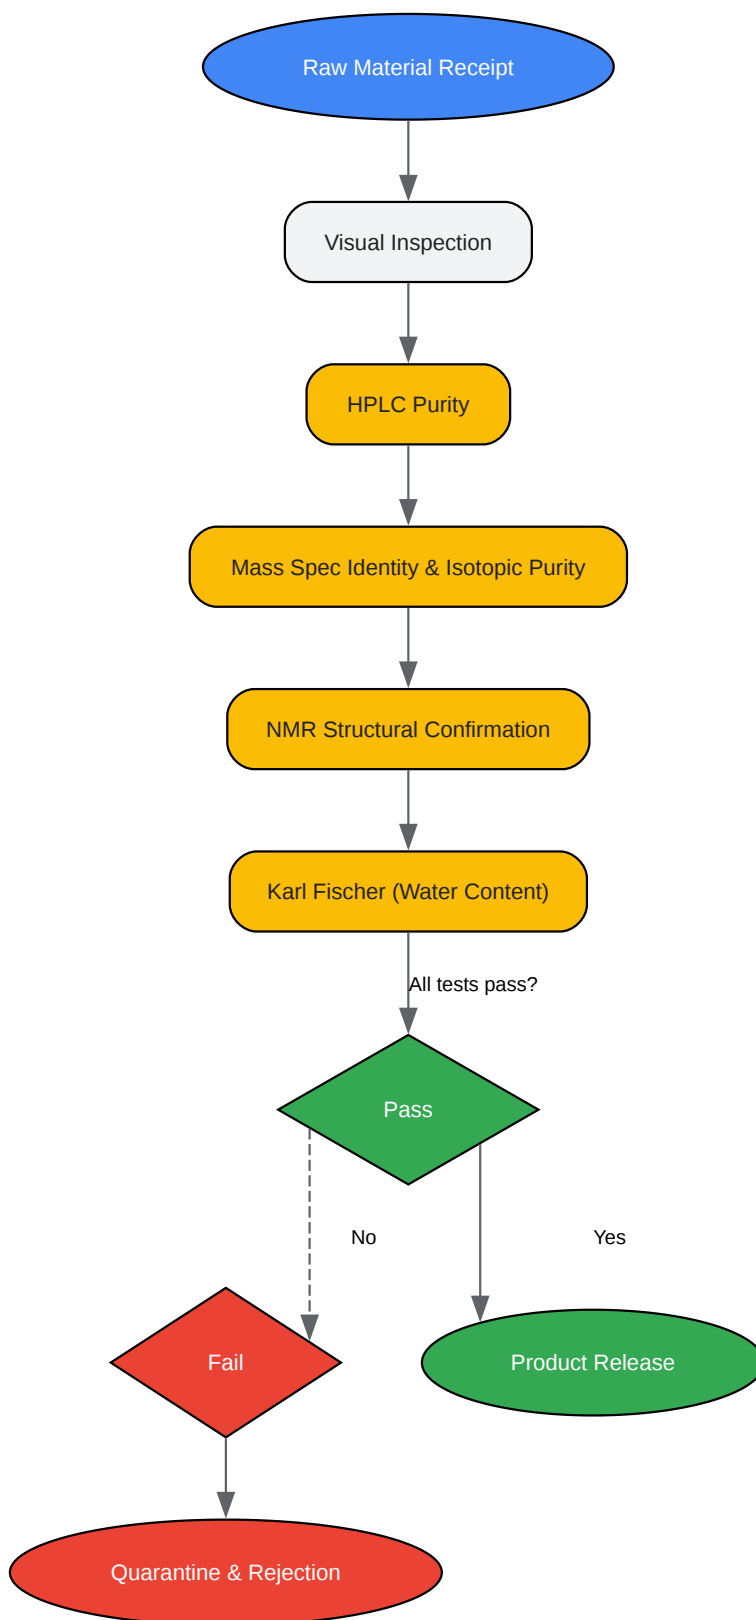 Raw Material Receipt
Visual Inspection
HPLC Purity
Mass Spec Identity & Isotopic Purity
NMR Structural Confirmation
Karl Fischer (Water Content)
All tests pass?
Pass
No
Yes
Fail
Product Release
Quarantine & Rejection